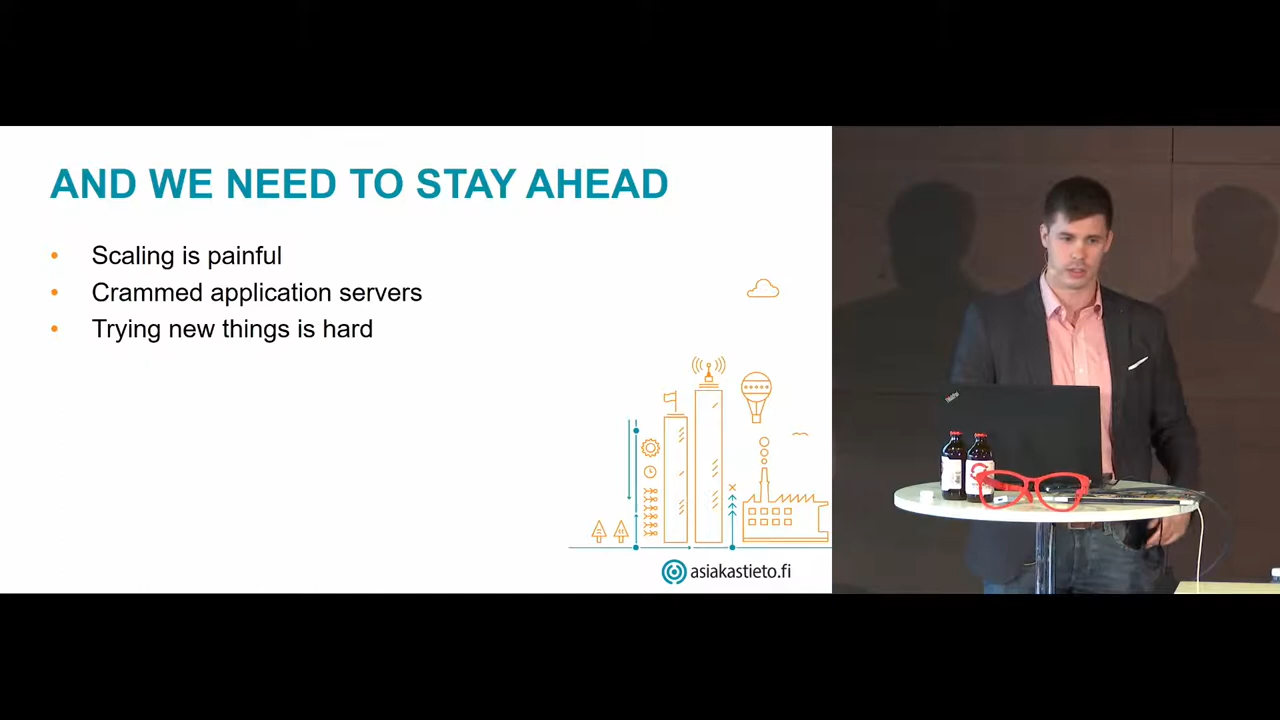 AND WE NEED TO STAY AHEAD
• Scaling is painful
• Crammed application servers
• Trying new things is hard
asiakastieto.fi
ThinkPad